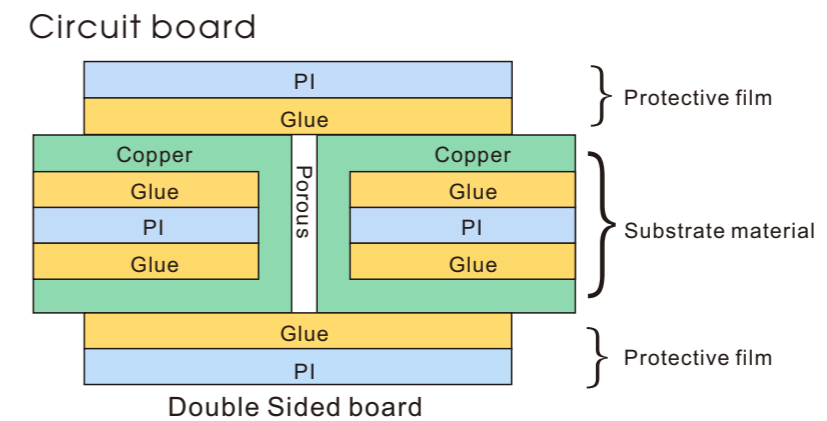 Circuit board
PI
Protective film
Glue
Copper
Porous
Copper
Glue
Glue
PI
PI
Substrate material
Glue
Glue
Glue
Protective film
PI
Double Sided board